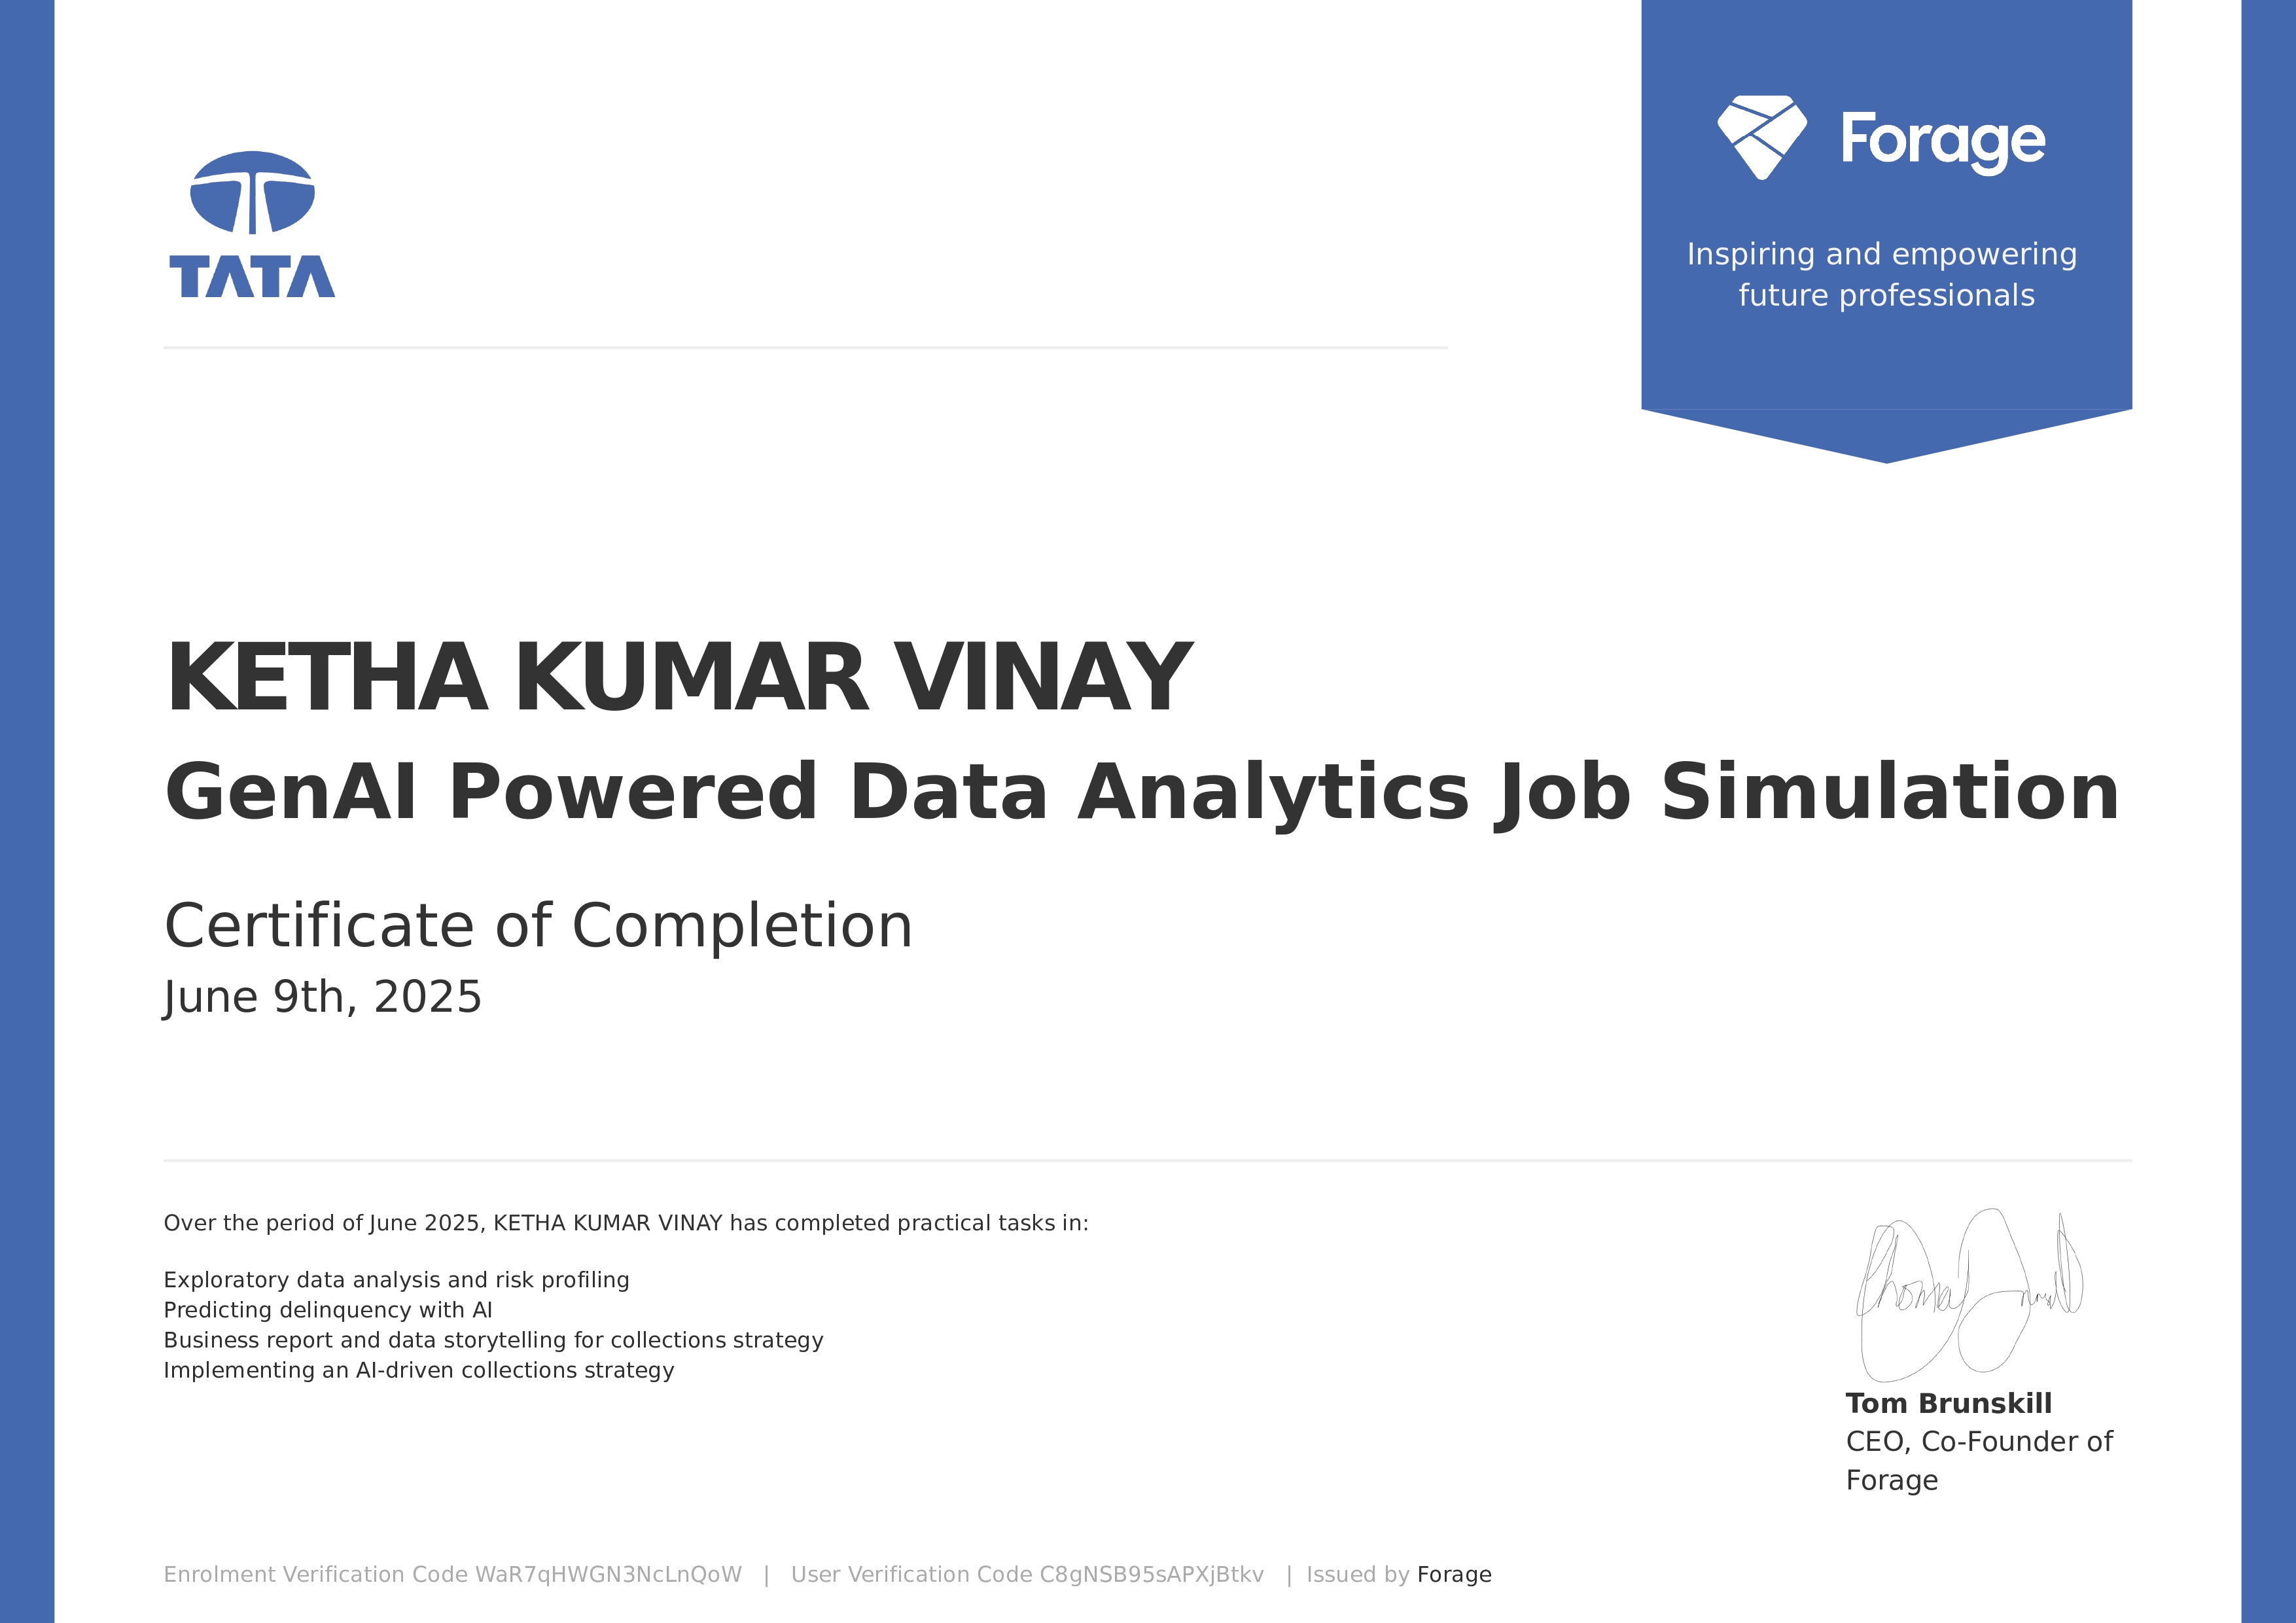 TATA
Forage
Inspiring and empowering
future professionals
KETHA KUMAR VINAY
GenAI Powered Data Analytics Job Simulation
Certificate of Completion
June 9th, 2025
Over the period of June 2025, KETHA KUMAR VINAY has completed practical tasks in:
Exploratory data analysis and risk profiling
Predicting delinquency with AI
Business report and data storytelling for collections strategy
Implementing an AI-driven collections strategy
Tom Brunskill
CEO, Co-Founder of
Forage
Enrolment Verification Code WaR7qHWGN3NcLnQoW | User Verification Code C8gNSB95sAPXjBtkv | Issued by Forage